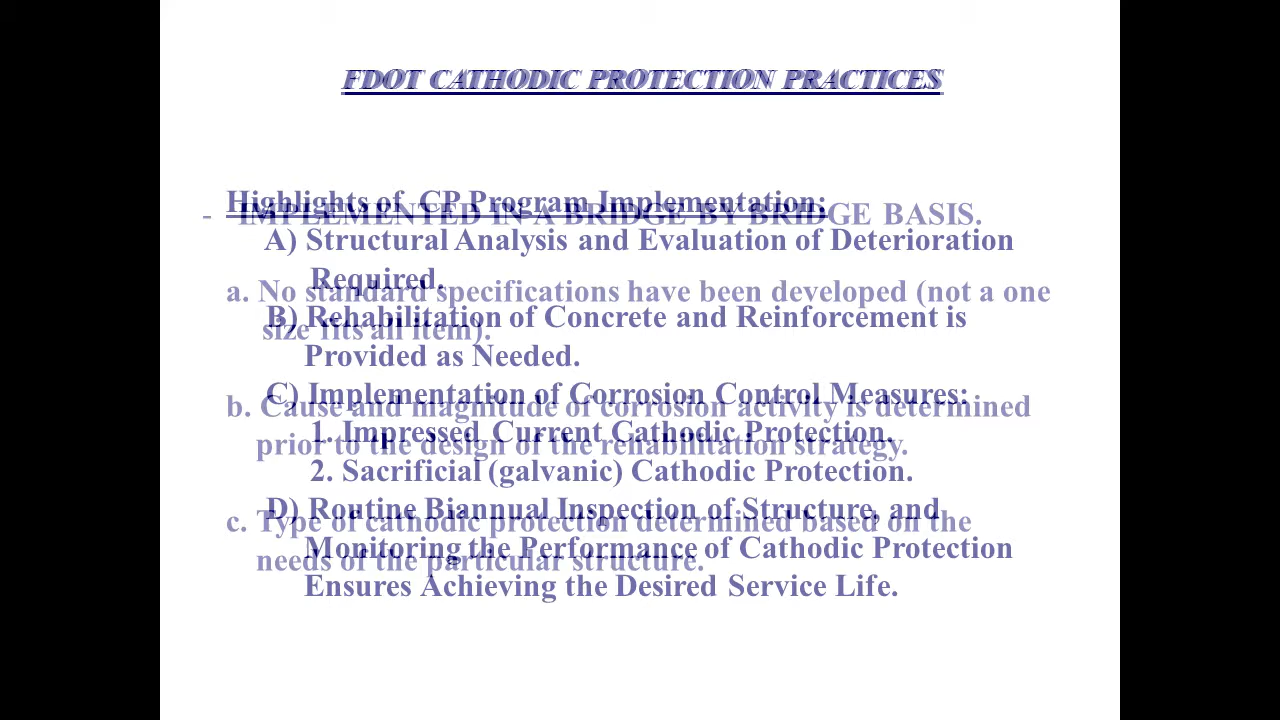 FDOT CATHODIC PROTECTION PRACTICES
Highlights of CP Program Implementation:
- IMPLEMENTED IN A BRIDGE BY BRIDGE BASIS.
A) Structural Analysis and Evaluation of Deterioration
Required.
a. No standard specifications have been developed (not a one
B) Rehabilitation of Concrete and Reinforcement is
size fits all item).
Provided as Needed.
C) Implementation of Corrosion Control Measures:
b. Cause and magnitude of corrosion activity is determined
1. Impressed Current Cathodic Protection.
prior to the design of the rehabilitation strategy.
2. Sacrificial (galvanic) Cathodic Protection.
D) Routine Biannual Inspection of Structure, and
c. Type of cathodic protection determined based on the
Monitoring the Performance of Cathodic Protection
needs of the particular structure.
Ensures Achieving the Desired Service Life.